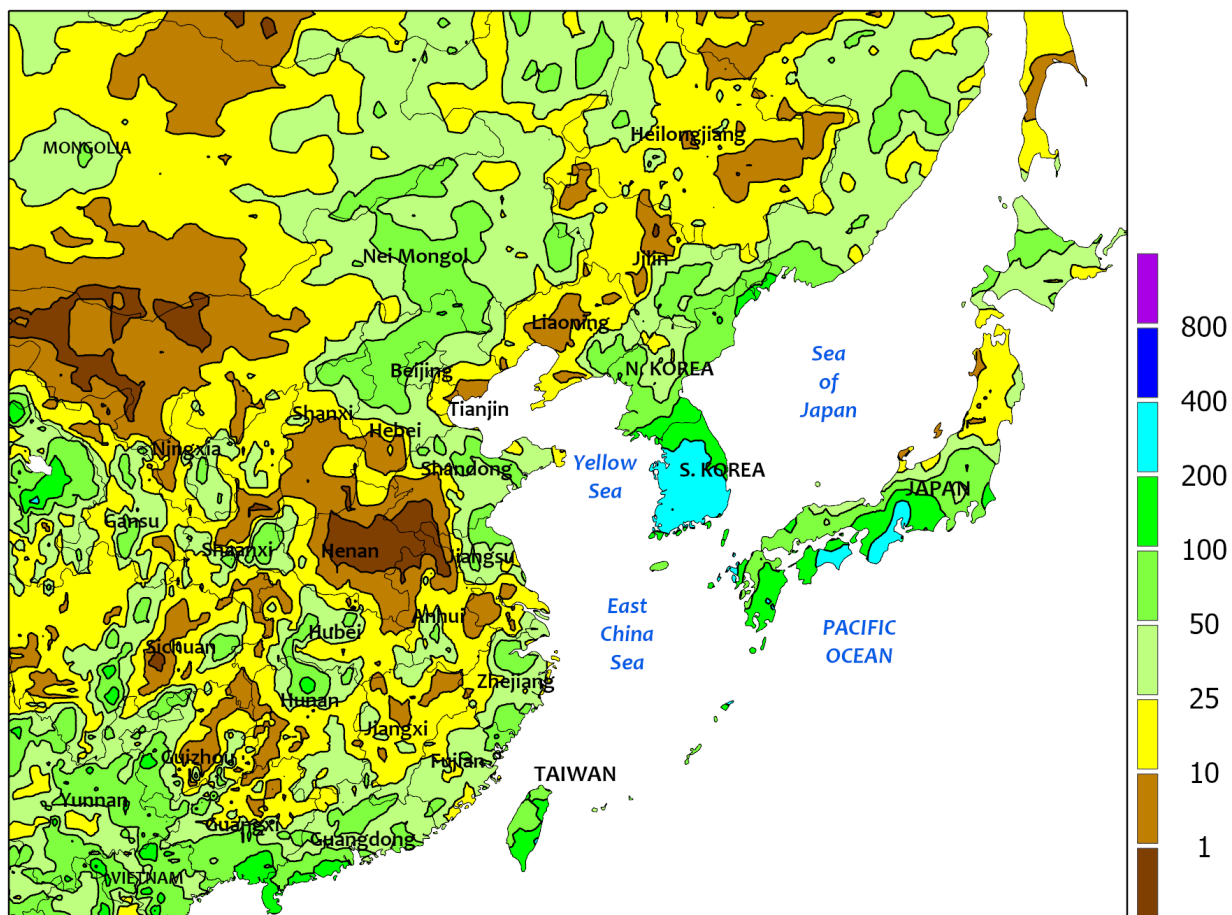 MONGOLIA
Heilongjiang
Nei Mongol
Jilin
Liaoning
Beijing
N. KOREA
Sea
of
Japan
Tianjin
Shanxi
Hebei
Ningxia
Shandong
Yellow
Sea
S. KOREA
JAPAN
Gansu
Shaanxi
Henan
Jiangsu
Anhui
Hubei
Sichuan
East
China
Sea
PACIFIC
OCEAN
Zhejiang
Hunan
Jiangxi
Guizhou
Fujian
TAIWAN
Yunnan
Guangxi
Guangdong
VIETNAM
800
400
200
100
50
25
10
1